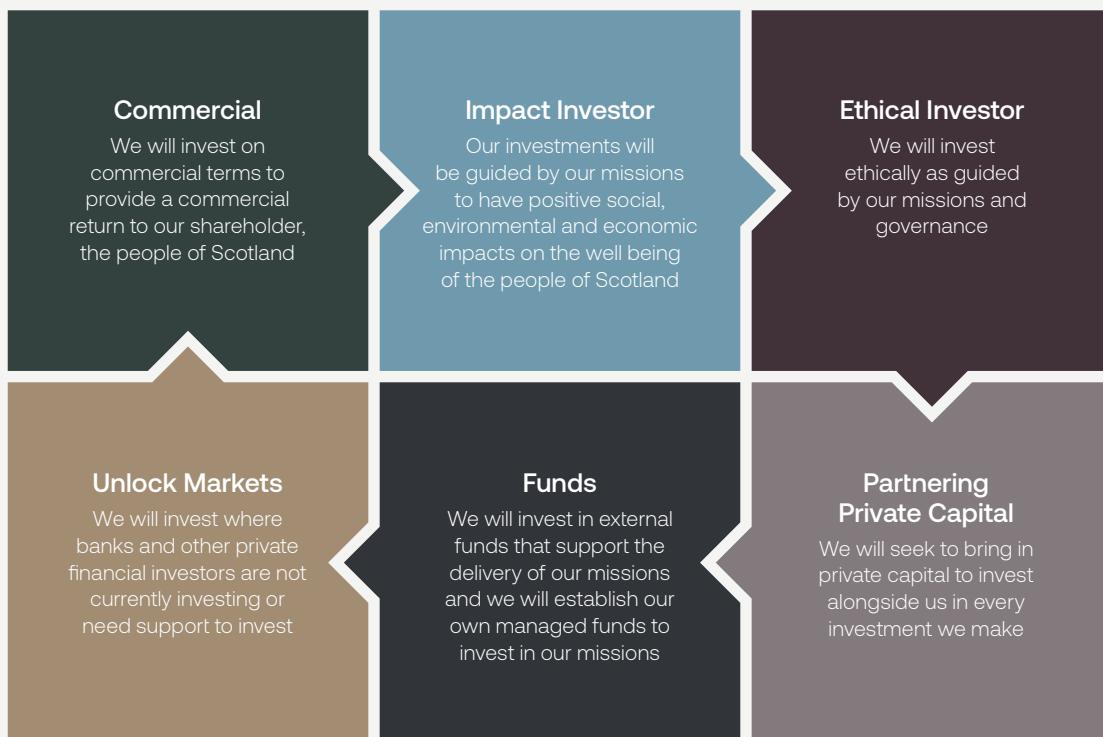 Commercial
We will invest on
commercial terms to
provide a commercial
return to our shareholder,
the people of Scotland
Impact Investor
Our investments will
be guided by our missions
to have positive social,
environmental and economic
impacts on the well being
of the people of Scotland
Ethical Investor
We will invest
ethically as guided
by our missions and
governance
Unlock Markets
We will invest where
banks and other private
financial investors are not
currently investing or
need support to invest
Funds
We will invest in external
funds that support the
delivery of our missions
and we will establish our
own managed funds to
invest in our missions
Partnering
Private Capital
We will seek to bring in
private capital to invest
alongside us in every
investment we make